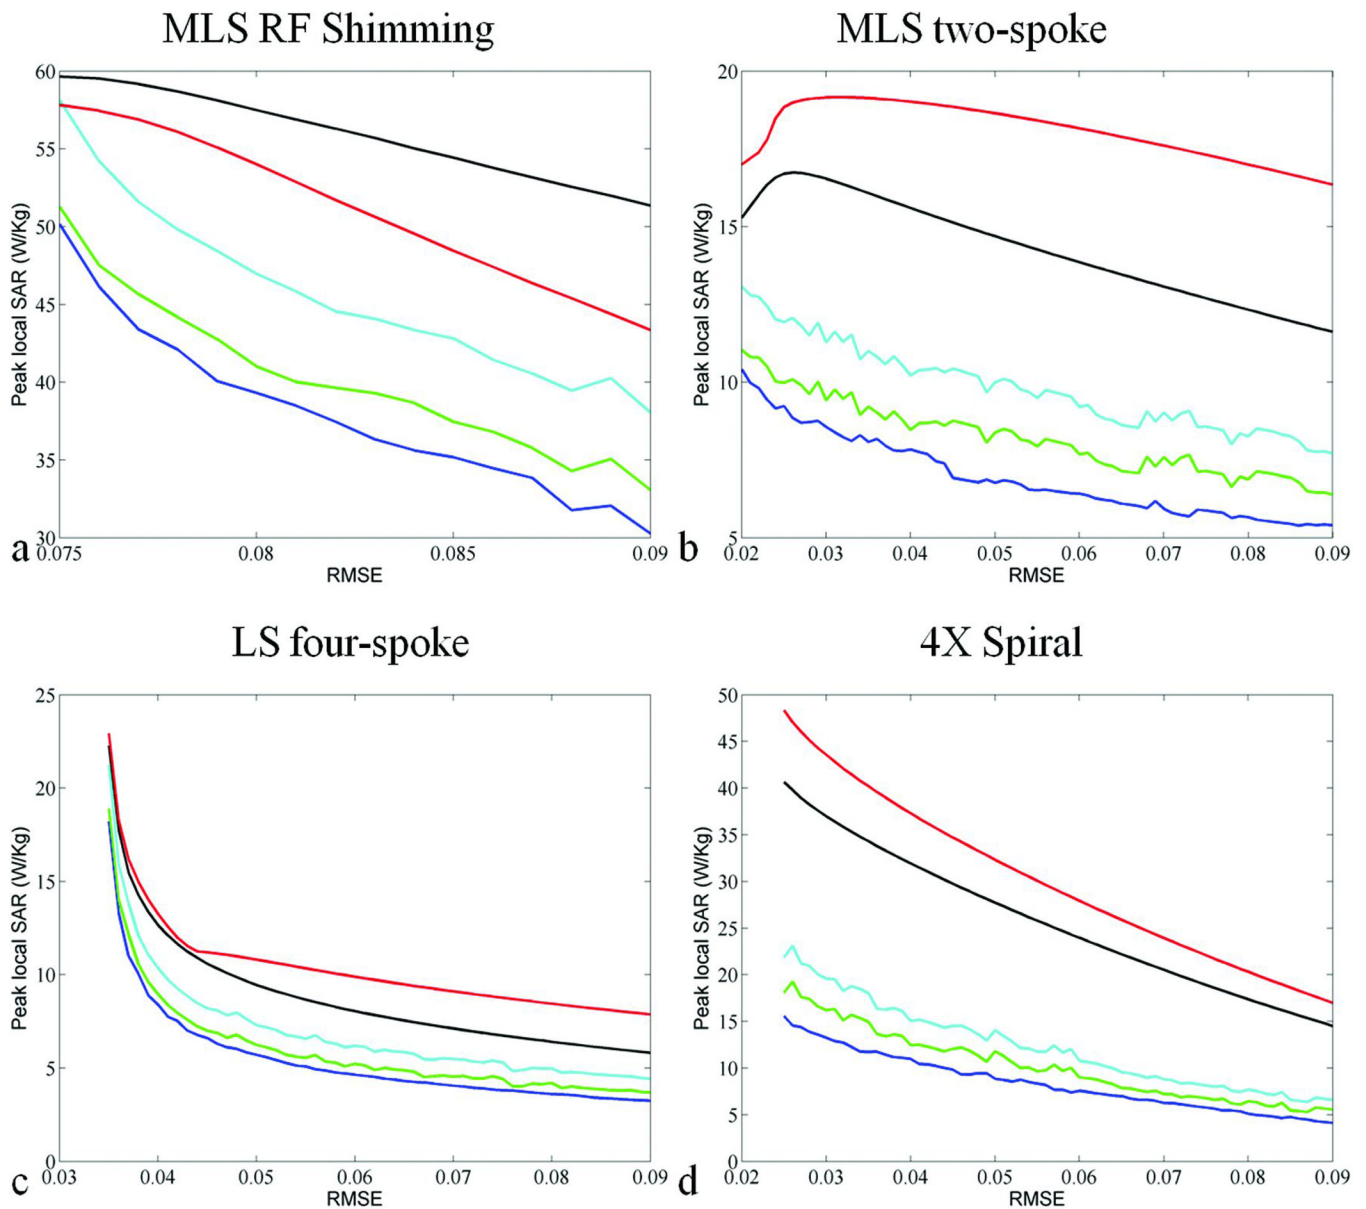 MLS RF Shimming
60
55
50
45
40
35
30
Peak local SAR (W/Kg)
0.075 0.08 0.085 0.09
RMSE
a
MLS two-spoke
20
15
10
5
Peak local SAR (W/Kg)
0.02 0.03 0.04 0.05 0.06 0.07 0.08 0.09
RMSE
b
LS four-spoke
25
20
15
10
5
0
Peak local SAR (W/Kg)
0.03 0.04 0.05 0.06 0.07 0.08 0.09
RMSE
c
4X Spiral
50
45
40
35
30
25
20
15
10
5
0
Peak local SAR (W/Kg)
0.02 0.03 0.04 0.05 0.06 0.07 0.08 0.09
RMSE
d